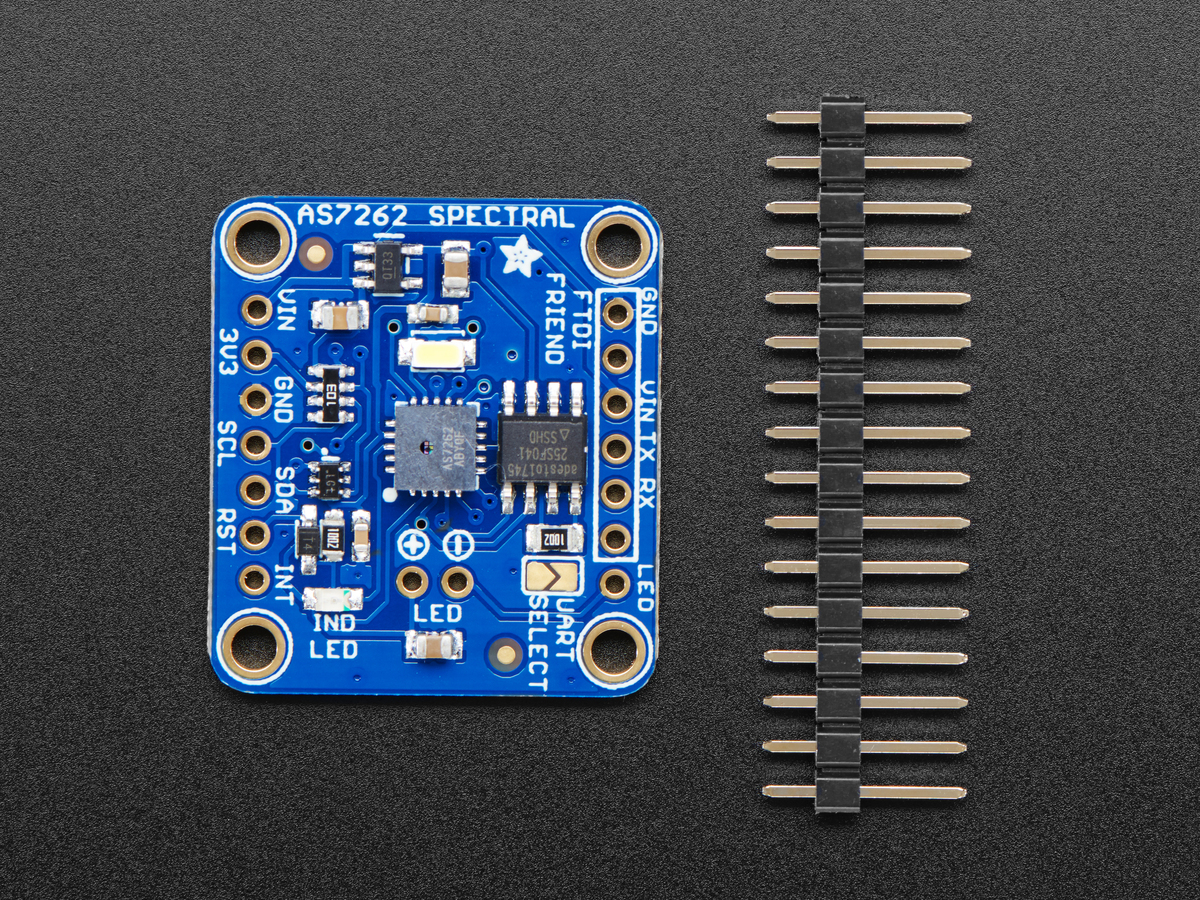 AS7262 SPECTRAL
FTDI
FRIEND
VIN
3V3
GND
SCL
SDA
RST
INT
GND
VIN
TX
RX
LED
QT33
E01
AS7262
adesto1745
25SF041
△ SSHD
1002
1002
+
-
LED
IND
LED
UART
SELECT